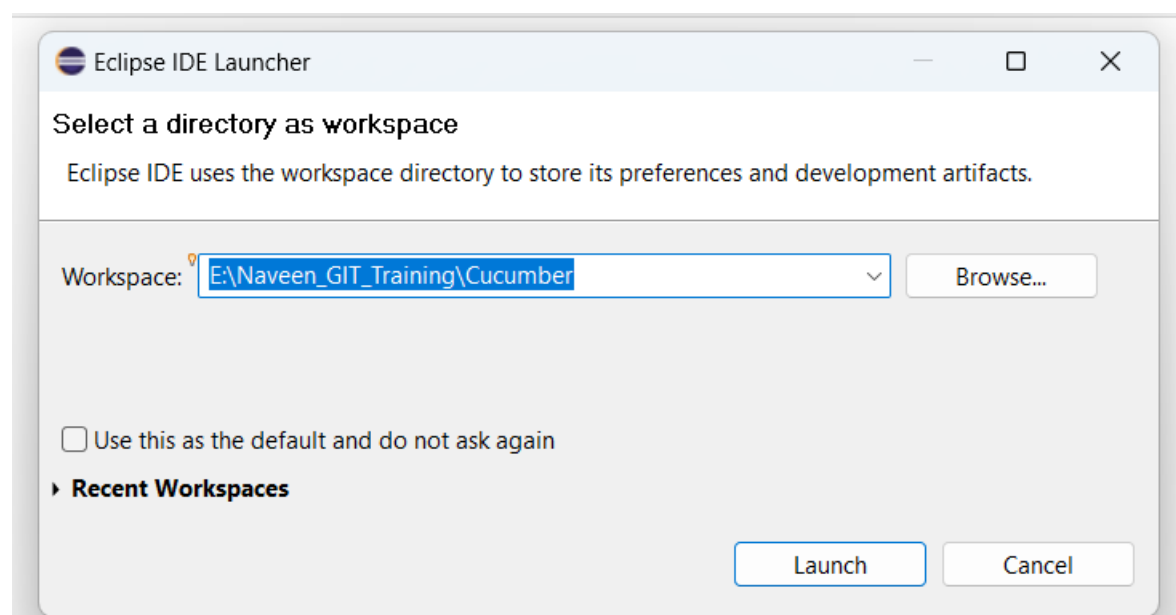 Eclipse IDE Launcher
Select a directory as workspace
Eclipse IDE uses the workspace directory to store its preferences and development artifacts.
Workspace: E:\Naveen_GIT_Training\Cucumber Browse...
Use this as the default and do not ask again
Recent Workspaces
Launch Cancel